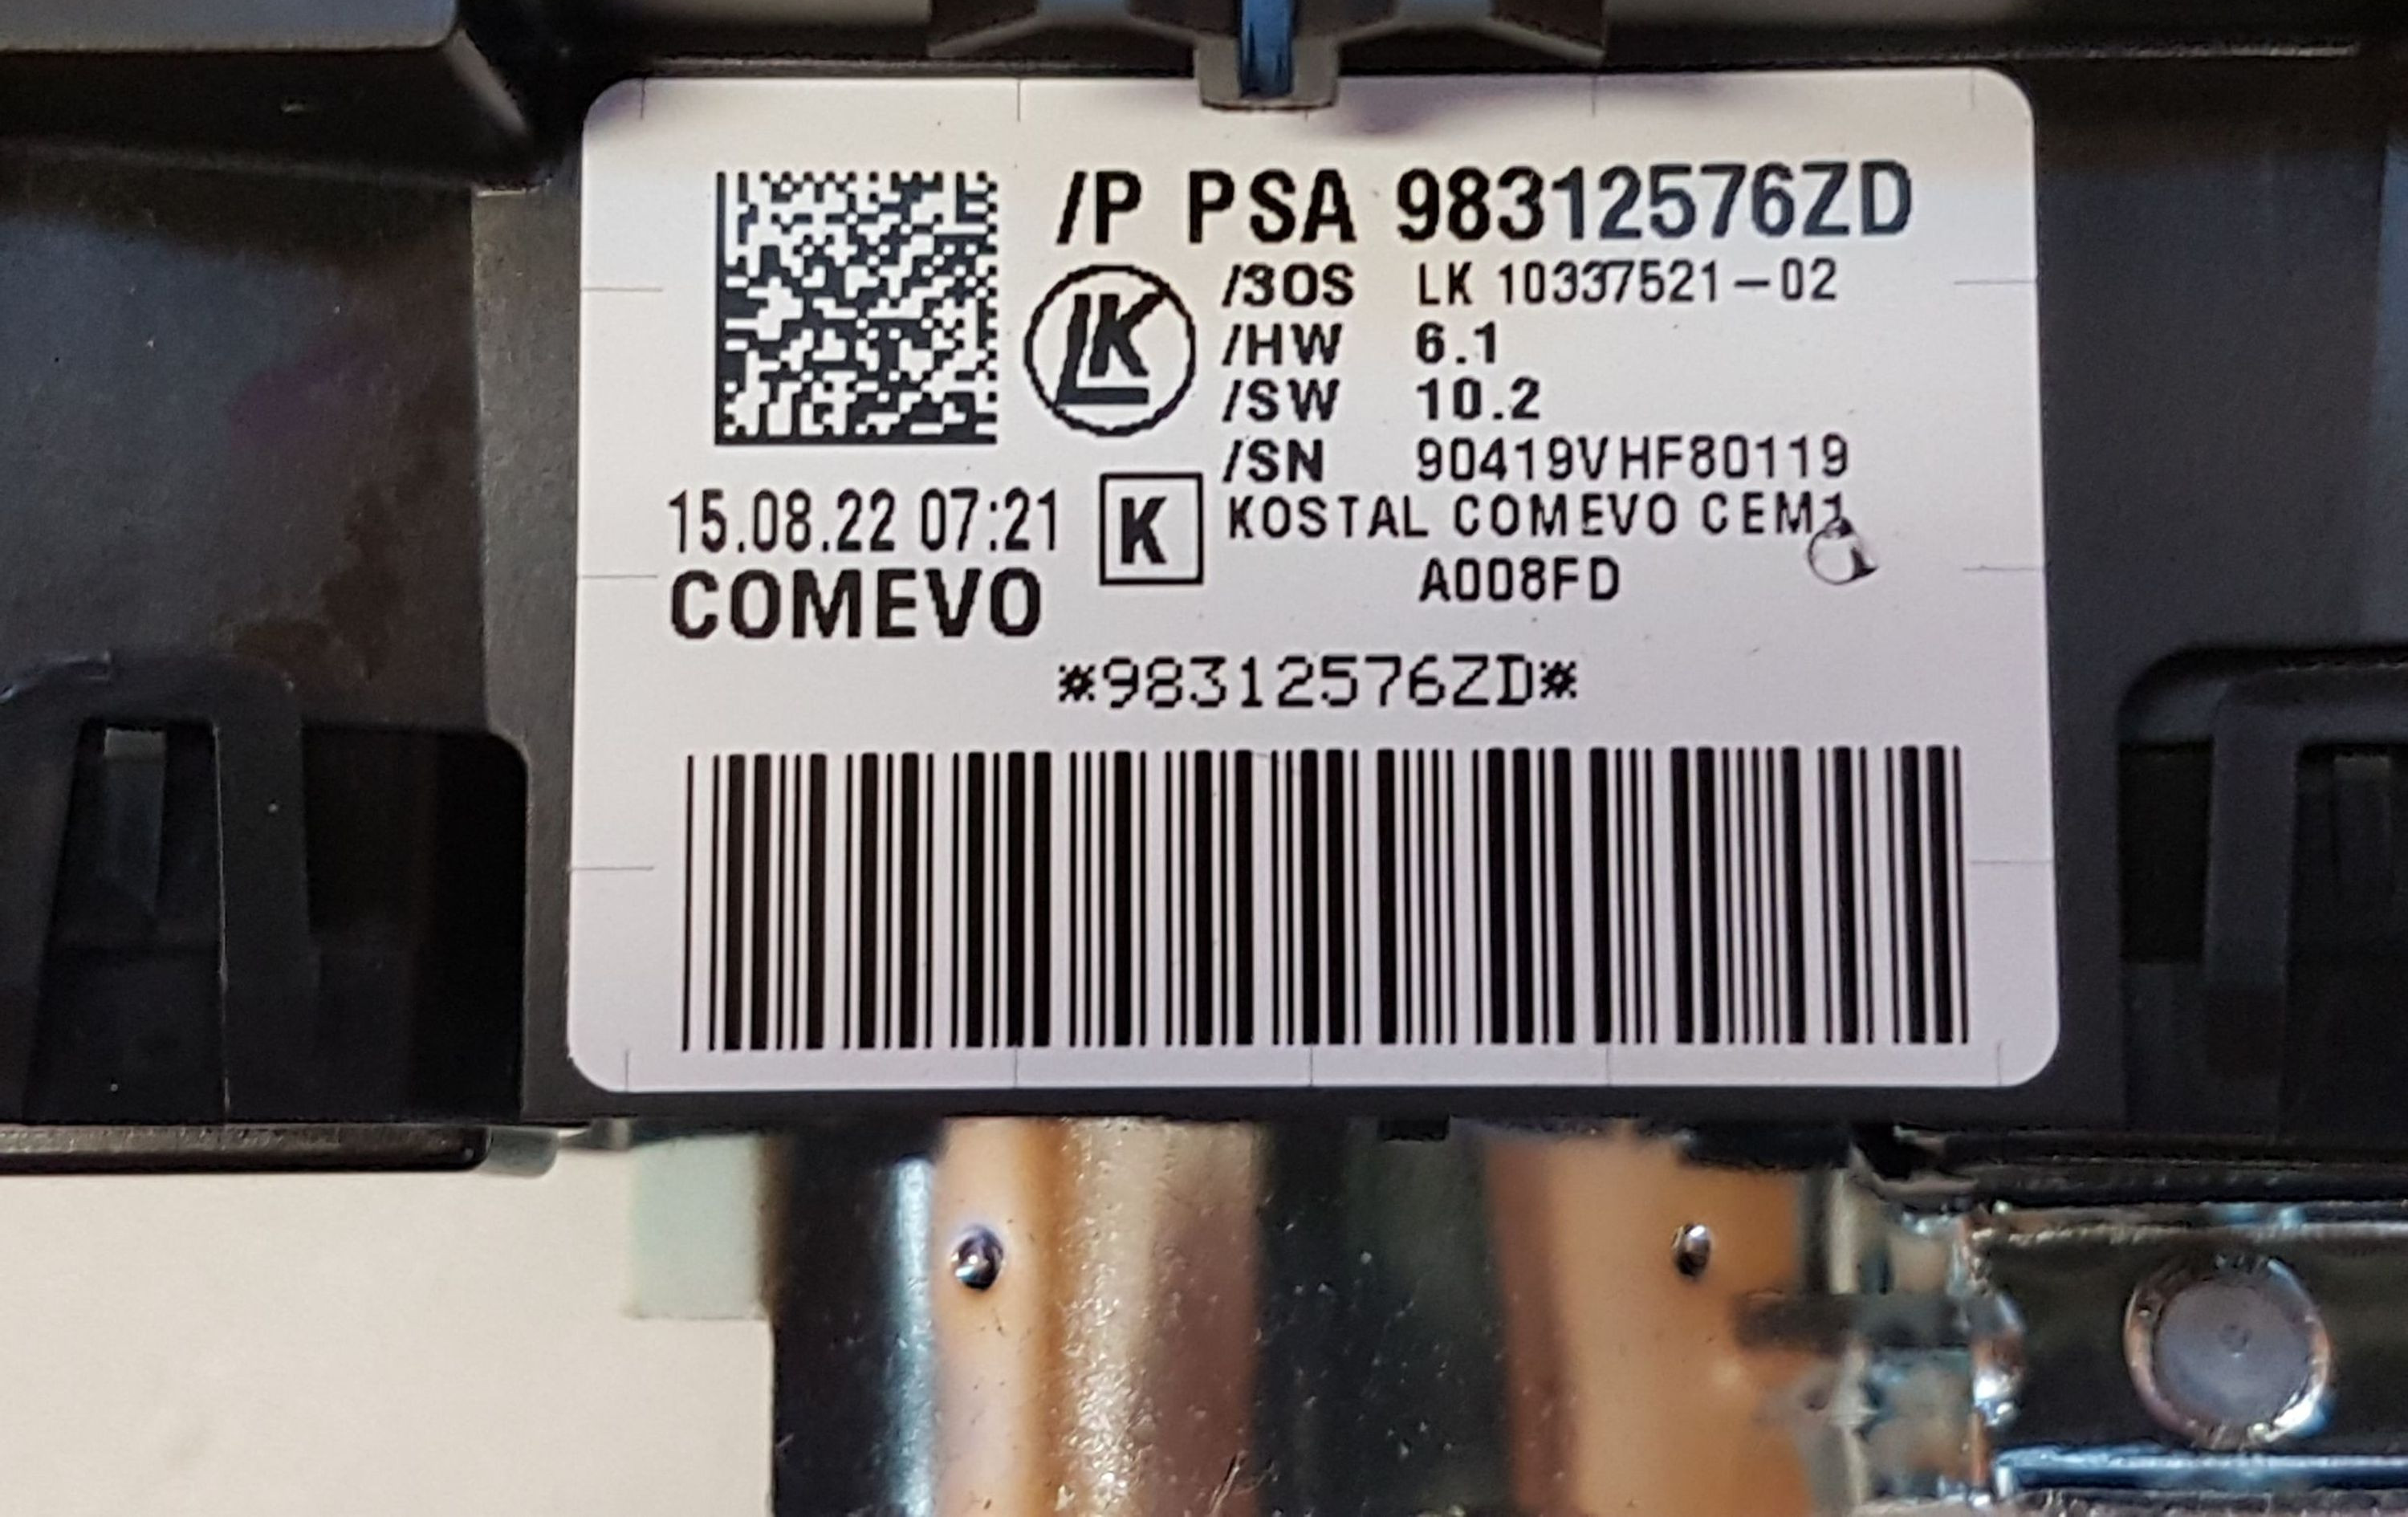 /P PSA 98312576ZD
LK
/3OS LK 10337521-02
/HW 6.1
/SW 10.2
/SN 90419VHF80119
15.08.22 07:21 K KOSTAL COMEVO CEM1
A008FD
COMEVO
*98312576ZD*